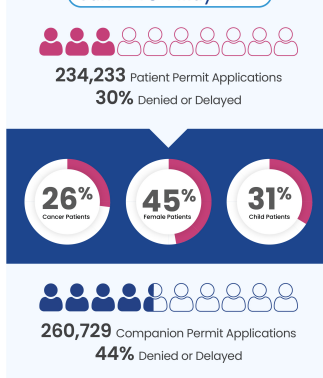 234,233 Patient Permit Applications
30% Denied or Delayed
26% 45% 31%
Cancer Patients Female Patients Child Patients
260,729 Companion Permit Applications
44% Denied or Delayed